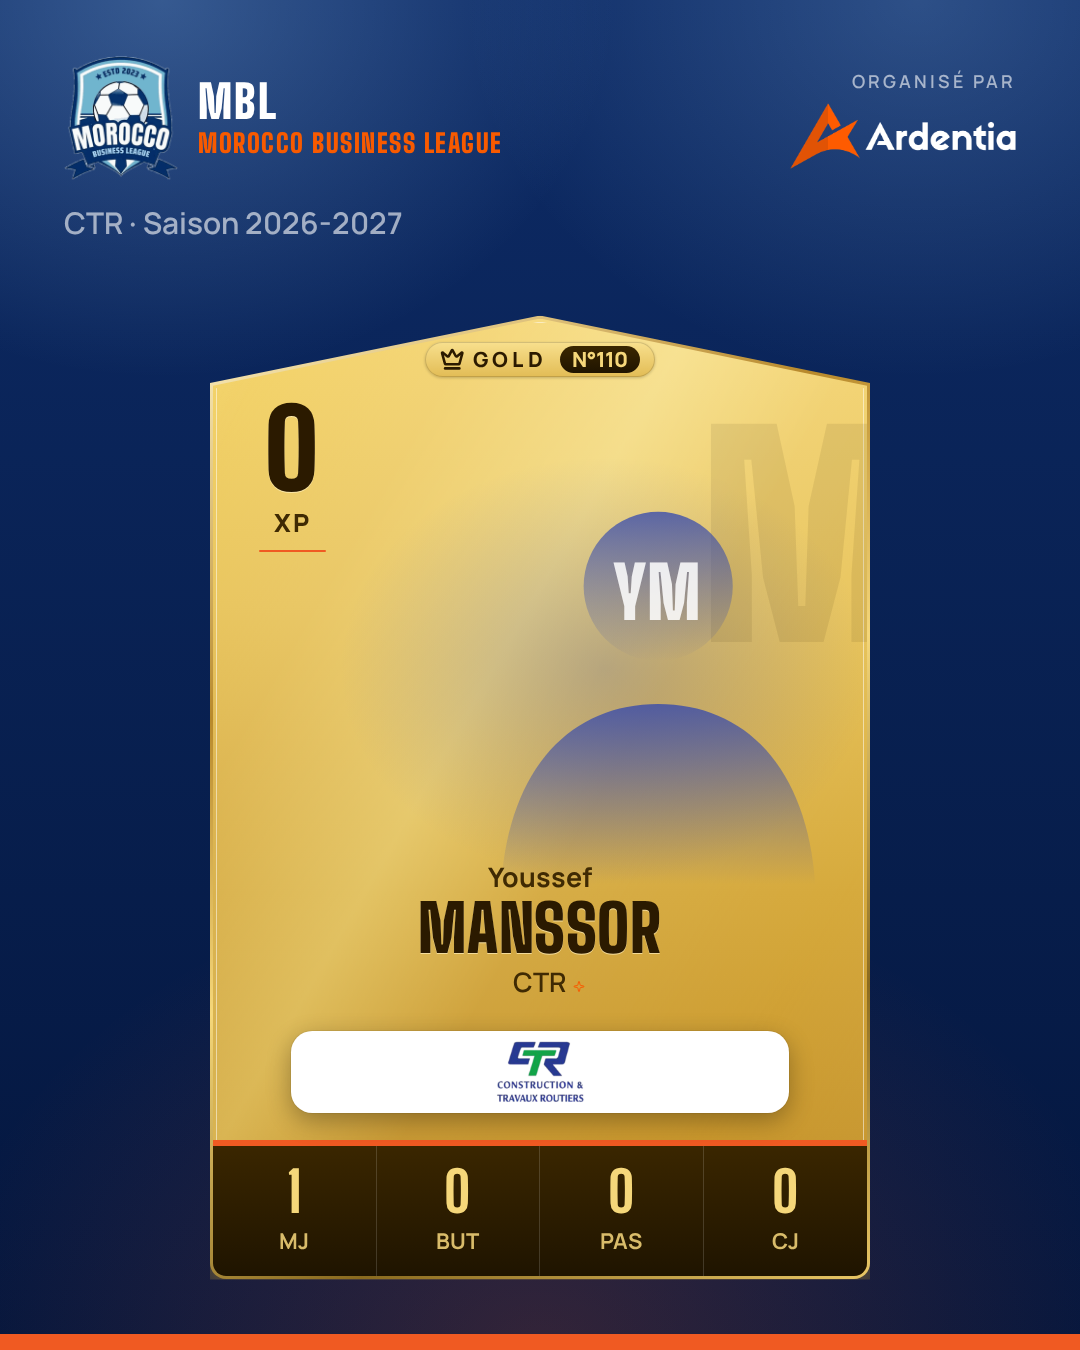 ESTD 2023
MOROCCO
BUSINESS LEAGUE
MBL
MOROCCO BUSINESS LEAGUE
ORGANISÉ PAR
Ardentia
CTR · Saison 2026-2027
GOLD N°110
0
XP
M
YM
Youssef
MANSSOR
CTR
CTR
CONSTRUCTION &
TRAVAUX ROUTIERS
1 0 0 0
MJ BUT PAS CJ